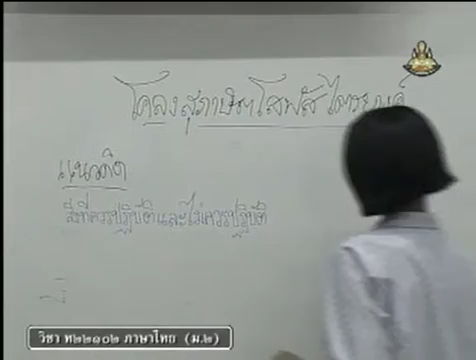 โคลงสุภาษิตโสฬสไตรยางค์
แนวคิด
สิ่งที่ควรปฏิบัติและไม่ควรปฏิบัติ
วิชา ท๒๒๑๐๒ ภาษาไทย (ม.๒)